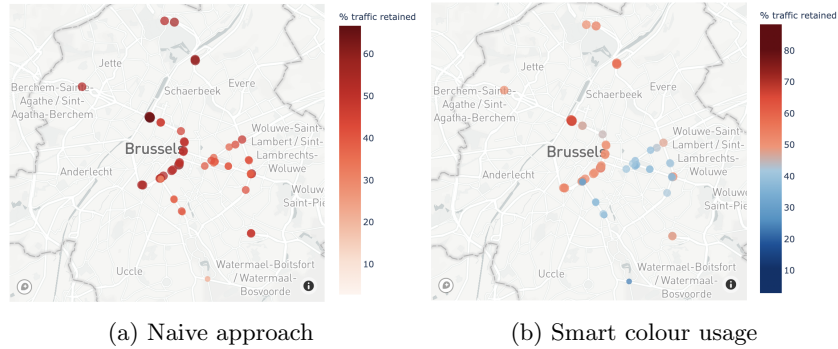 % traffic retained
60
50
40
30
20
10
Jette
Evere
Schaerbeek
Berchem-Sainte-
Agathe / Sint-
Agatha-Berchem
Woluwe-Saint-
Lambert / Sint-
Lambrechts-
Woluwe
Brussels
Anderlecht
Woluwe
Saint-Pie
Uccle
Watermael-Boitsfort
/ Watermaal-
Bosvoorde
(a) Naive approach
% traffic retained
80
70
60
50
40
30
20
10
Jette
Evere
Schaerbeek
Berchem-Sainte-
Agathe / Sint-
Agatha-Berchem
Woluwe-Saint-
Lambert / Sint-
Lambrechts-
Woluwe
Brussels
Anderlecht
Woluwe
Saint-Pie
Uccle
Watermael-Boitsfort
/ Watermaal-
Bosvoorde
(b) Smart colour usage